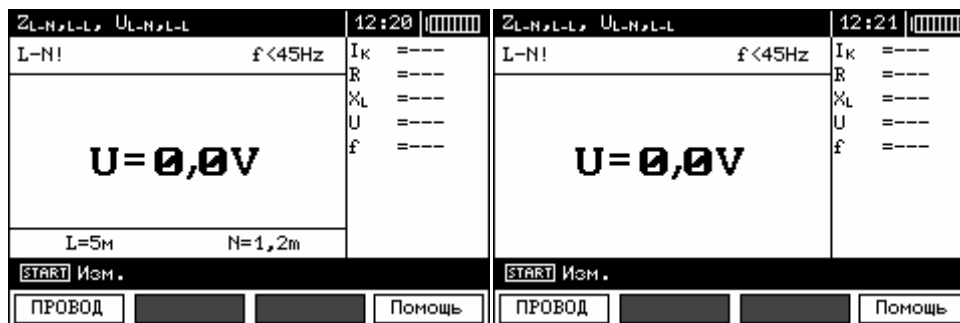 ZL-N,L-L, UL-N,L-L 12:20
L-N! f<45Hz
IK =---
R =---
XL =---
U =---
f =---
U=0,0V
L=5м N=1,2m
START Изм.
ПРОВОД Помощь
ZL-N,L-L, UL-N,L-L 12:21
L-N! f<45Hz
IK =---
R =---
XL =---
U =---
f =---
U=0,0V
START Изм.
ПРОВОД Помощь